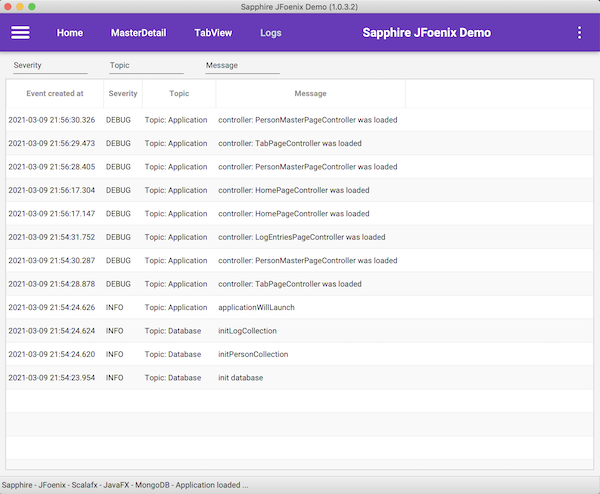 Sapphire JFoenix Demo (1.0.3.2)
Home MasterDetail TabView Logs Sapphire JFoenix Demo
Severity Topic Message
Event created at Severity Topic Message
2021-03-09 21:56:30.326 DEBUG Topic: Application controller: PersonMasterPageController was loaded
2021-03-09 21:56:29.473 DEBUG Topic: Application controller: TabPageController was loaded
2021-03-09 21:56:28.405 DEBUG Topic: Application controller: PersonMasterPageController was loaded
2021-03-09 21:56:17.304 DEBUG Topic: Application controller: HomePageController was loaded
2021-03-09 21:56:17.147 DEBUG Topic: Application controller: HomePageController was loaded
2021-03-09 21:54:31.752 DEBUG Topic: Application controller: LogEntriesPageController was loaded
2021-03-09 21:54:30.287 DEBUG Topic: Application controller: PersonMasterPageController was loaded
2021-03-09 21:54:28.878 DEBUG Topic: Application controller: TabPageController was loaded
2021-03-09 21:54:24.626 INFO Topic: Application applicationWillLaunch
2021-03-09 21:54:24.624 INFO Topic: Database initLogCollection
2021-03-09 21:54:24.620 INFO Topic: Database initPersonCollection
2021-03-09 21:54:23.954 INFO Topic: Database init database
Sapphire - JFoenix - Scalafx - JavaFX - MongoDB - Application loaded ...